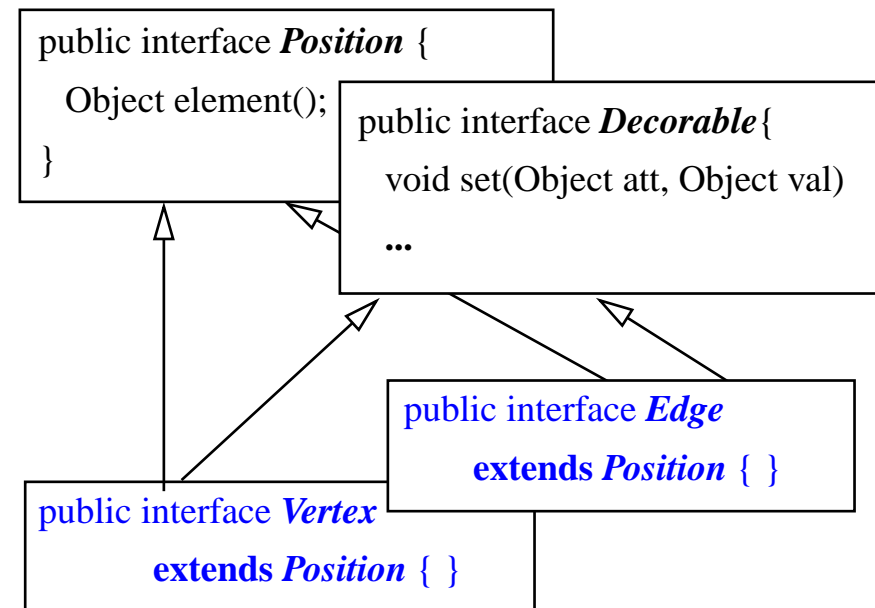 public interface Position {
Object element();
}
public interface Decorable{
void set(Object att, Object val)
...
public interface Edge
extends Position { }
public interface Vertex
extends Position { }